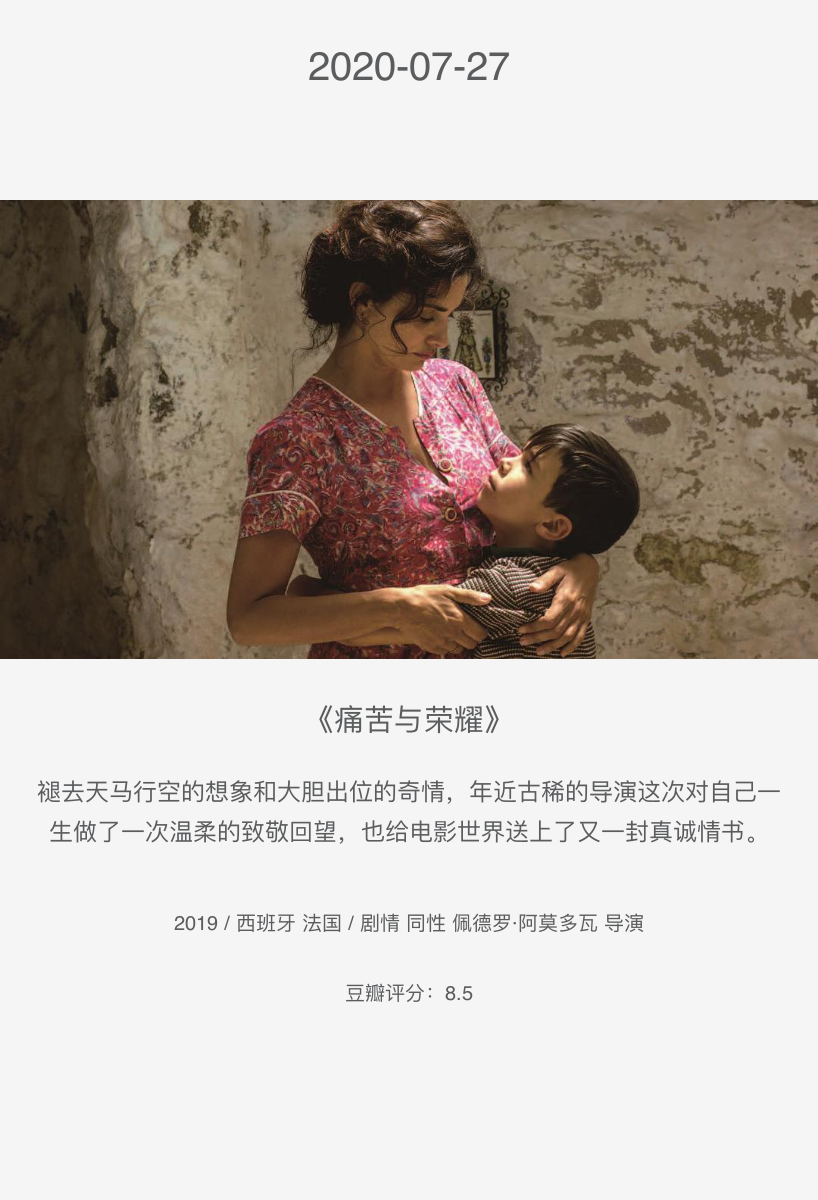 2020-07-27
《痛苦与荣耀》
褪去天马行空的想象和大胆出位的奇情，年近古稀的导演这次对自己一
生做了一次温柔的致敬回望，也给电影世界送上了又一封真诚情书。
2019 / 西班牙 法国 / 剧情 同性 佩德罗·阿莫多瓦 导演
豆瓣评分：8.5